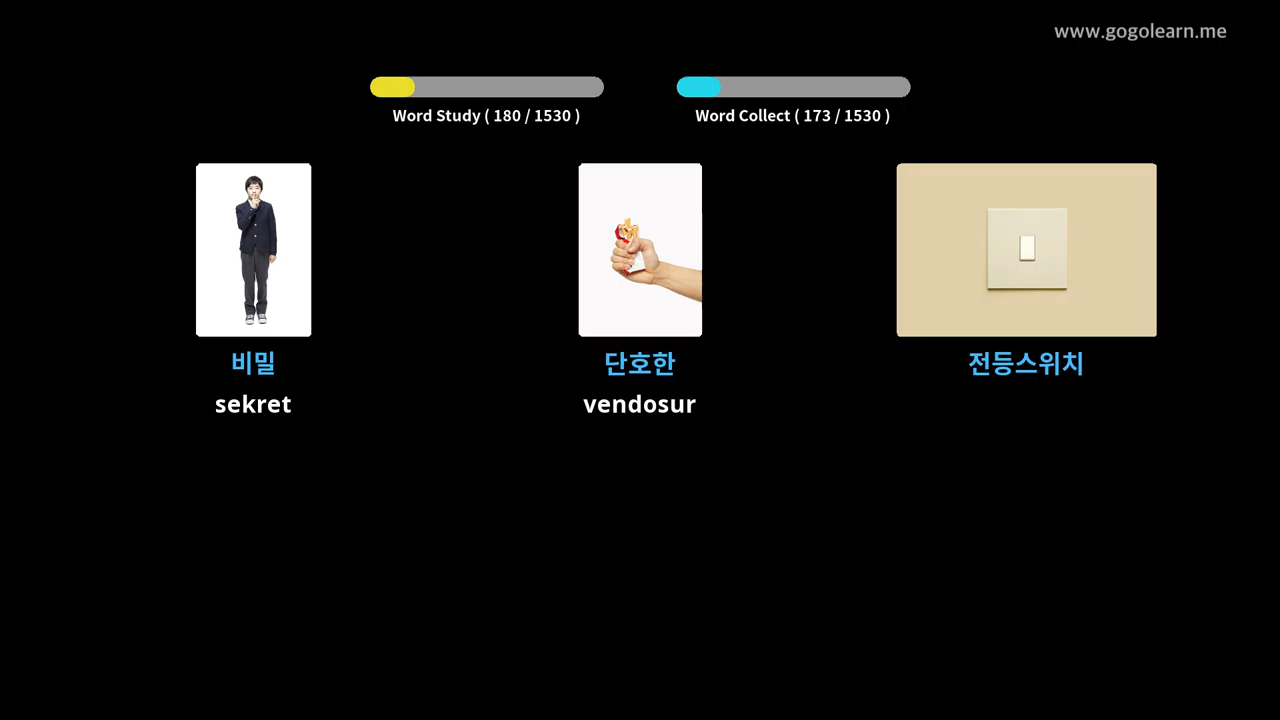 www.gogolearn.me
Word Study ( 180 / 1530 )
Word Collect ( 173 / 1530 )
비밀
sekret
단호한
vendosur
전등스위치